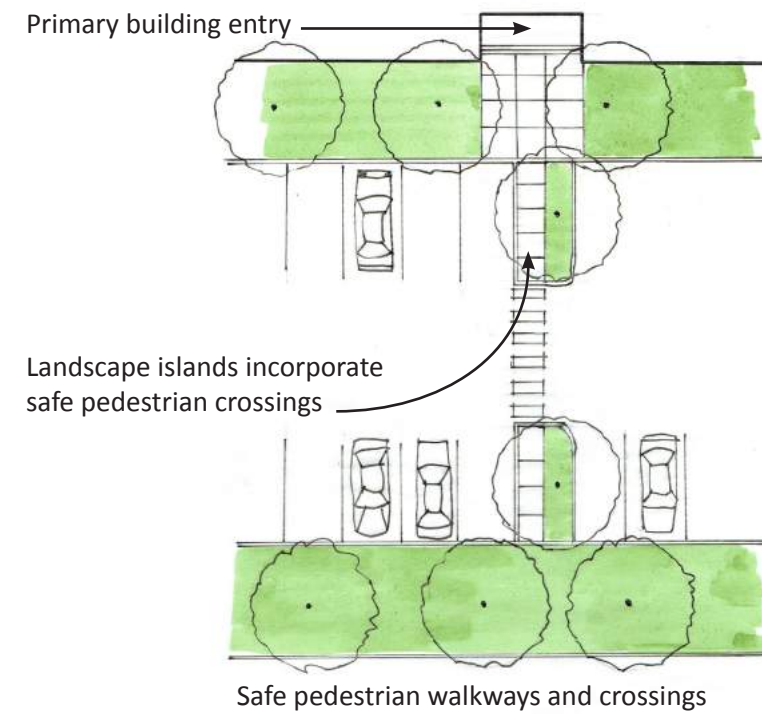 Primary building entry
Landscape islands incorporate
safe pedestrian crossings
Safe pedestrian walkways and crossings